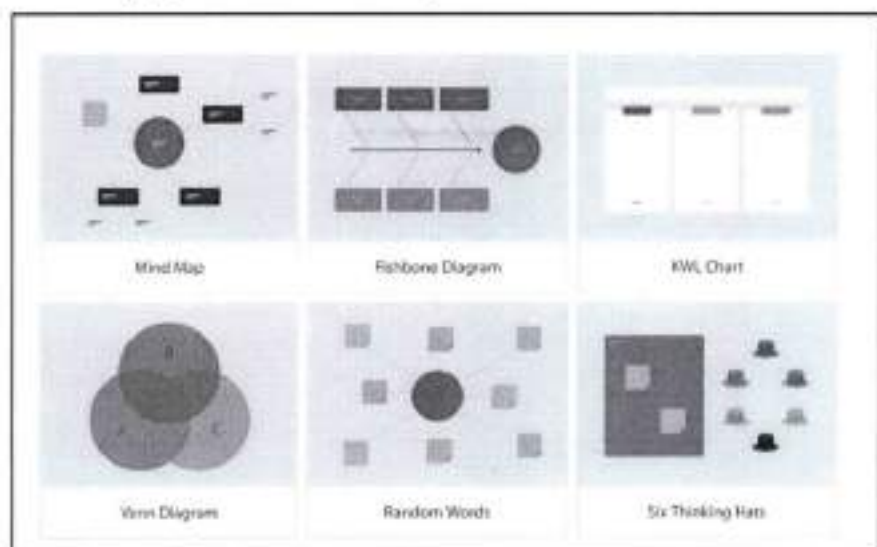 Mind Map
Fishbone Diagram
KWL Chart
B
A
C
Venn Diagram
Random Words
Six Thinking Hats